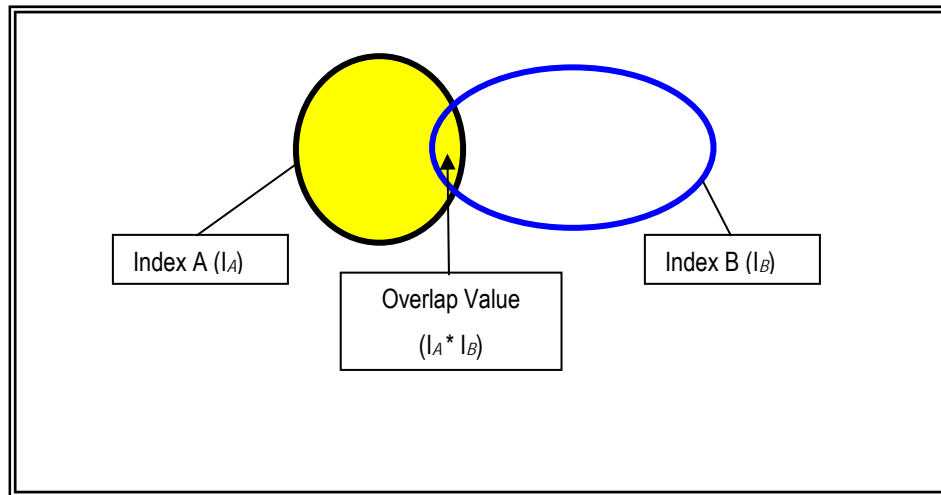 Index A (IA)
Index B (IB)
Overlap Value
(IA* IB)